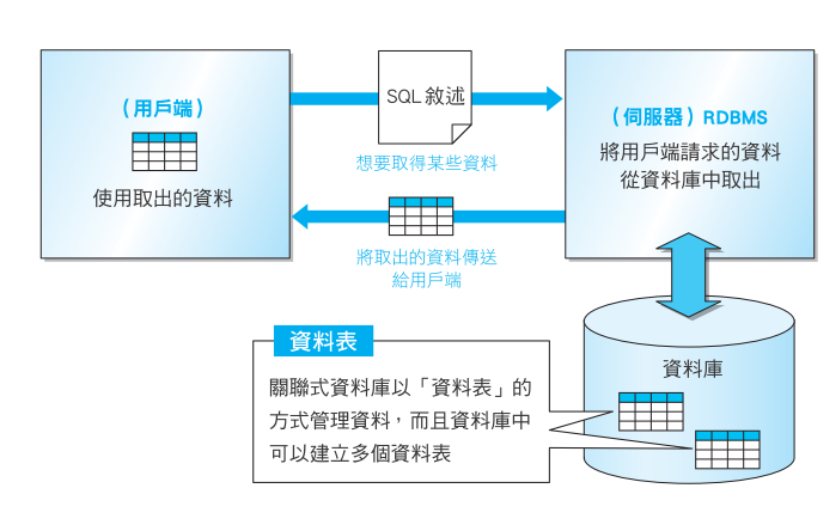 （用戶端）
使用取出的資料
SQL 敘述
想要取得某些資料
將取出的資料傳送
給用戶端
（伺服器）RDBMS
將用戶端請求的資料
從資料庫中取出
資料庫
資料表
關聯式資料庫以「資料表」的
方式管理資料，而且資料庫中
可以建立多個資料表